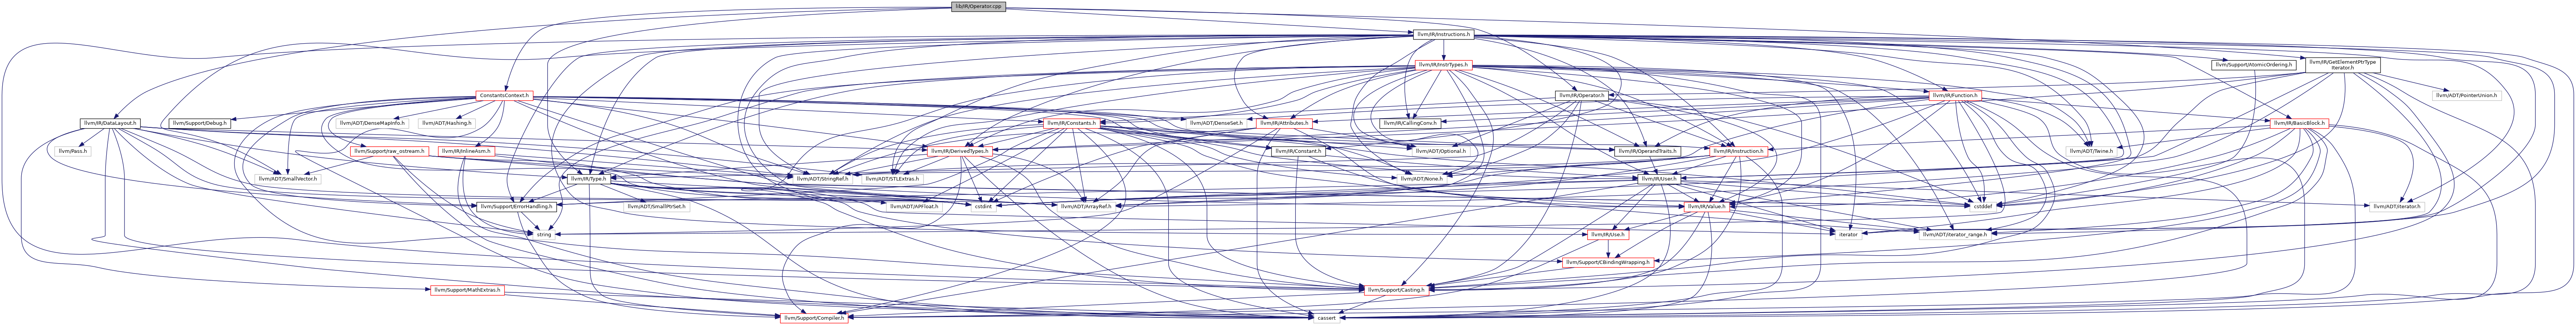 lib/IR/Operator.cpp
llvm/IR/Instructions.h
llvm/IR/InstrTypes.h
llvm/Support/AtomicOrdering.h
llvm/IR/GetElementPtrType
Iterator.h
ConstantsContext.h
llvm/IR/Operator.h
llvm/IR/Function.h
llvm/ADT/PointerUnion.h
llvm/IR/DataLayout.h
llvm/Support/Debug.h
llvm/ADT/DenseMapInfo.h
llvm/ADT/Hashing.h
llvm/IR/Constants.h
llvm/ADT/DenseSet.h
llvm/IR/Attributes.h
llvm/IR/CallingConv.h
llvm/IR/BasicBlock.h
llvm/Pass.h
llvm/Support/raw_ostream.h
llvm/IR/InlineAsm.h
llvm/IR/DerivedTypes.h
llvm/IR/Constant.h
llvm/ADT/Optional.h
llvm/IR/OperandTraits.h
llvm/IR/Instruction.h
llvm/ADT/Twine.h
llvm/ADT/SmallVector.h
llvm/IR/Type.h
llvm/ADT/StringRef.h
llvm/ADT/STLExtras.h
llvm/ADT/None.h
llvm/IR/User.h
llvm/Support/ErrorHandling.h
llvm/ADT/SmallPtrSet.h
llvm/ADT/APFloat.h
cstdint
llvm/ADT/ArrayRef.h
llvm/IR/Value.h
cstddef
llvm/ADT/iterator.h
string
llvm/IR/Use.h
iterator
llvm/ADT/iterator_range.h
llvm/Support/CBindingWrapping.h
llvm/Support/MathExtras.h
llvm/Support/Casting.h
llvm/Support/Compiler.h
cassert